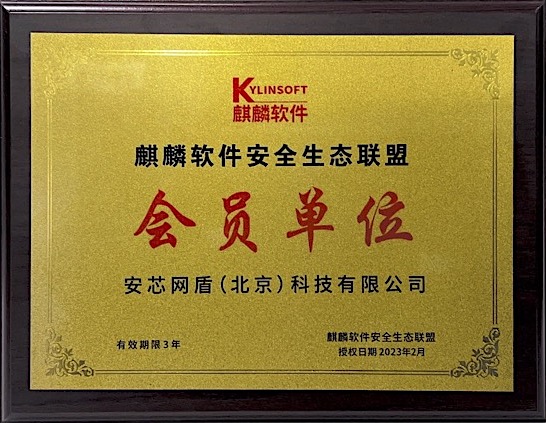 KYLINSOFT
麒麟软件
麒麟软件安全生态联盟
会员单位
安芯网盾(北京)科技有限公司
有效期限3年
麒麟软件安全生态联盟
授权日期 2023年2月